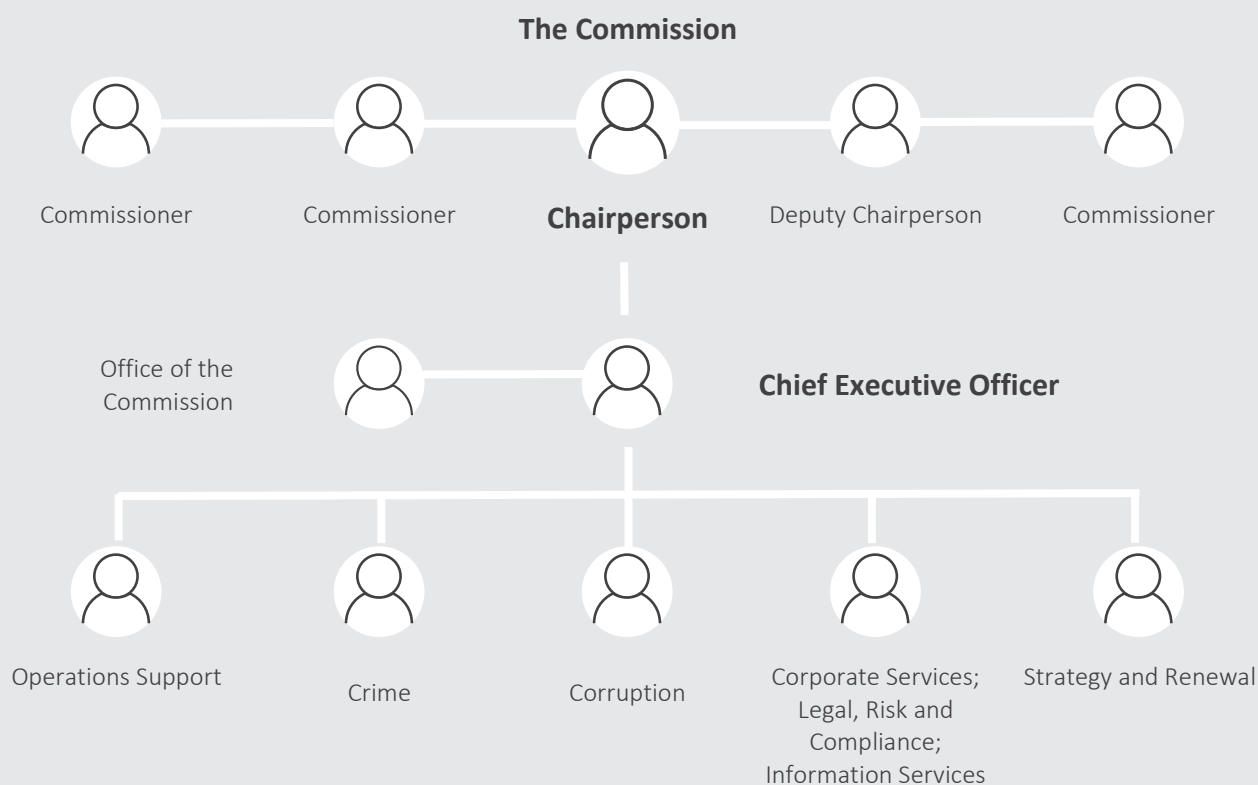 The Commission
Commissioner
Commissioner
Chairperson
Deputy Chairperson
Commissioner
Office of the
Commission
Chief Executive Officer
Operations Support
Crime
Corruption
Corporate Services;
Legal, Risk and
Compliance;
Information Services
Strategy and Renewal